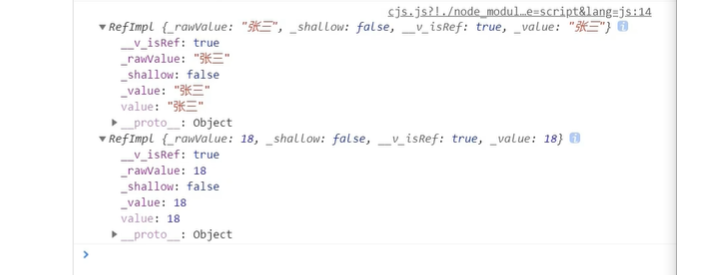 cjs.js?!./node_modul…e=script&lang=js:14
▼RefImpl {_rawValue: "张三", _shallow: false, __v_isRef: true, _value: "张三"} i
__v_isRef: true
_rawValue: "张三"
_shallow: false
_value: "张三"
value: "张三"
▶__proto__: Object
▼RefImpl {_rawValue: 18, _shallow: false, __v_isRef: true, _value: 18} i
__v_isRef: true
_rawValue: 18
_shallow: false
_value: 18
value: 18
▶__proto__: Object
>